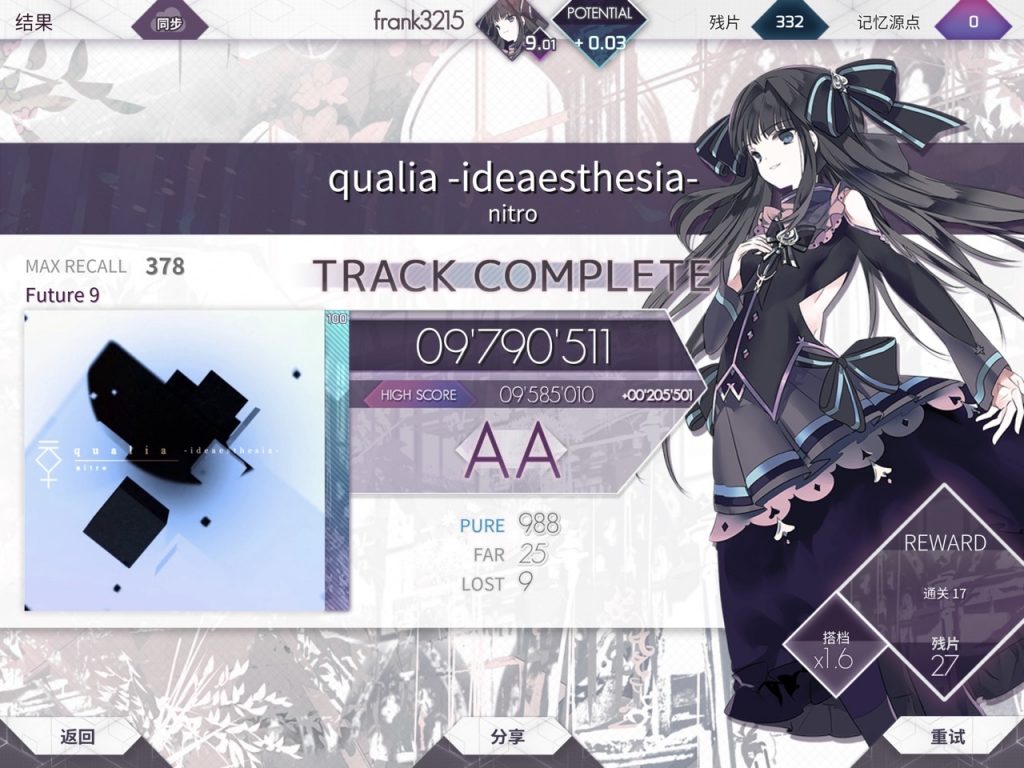 结果
同步
frank3215
9.01
POTENTIAL
+ 0.03
残片
332
记忆源点
0
qualia -ideaesthesia-
nitro
MAX RECALL 378
TRACK COMPLETE
Future 9
100
09'790'511
HIGH SCORE 09'585'010 +00'205'501
AA
qualia -ideaesthesia-
nitro
PURE 988
FAR 25
LOST 9
REWARD
通关 17
搭档
x1.6
残片
27
返回
分享
重试